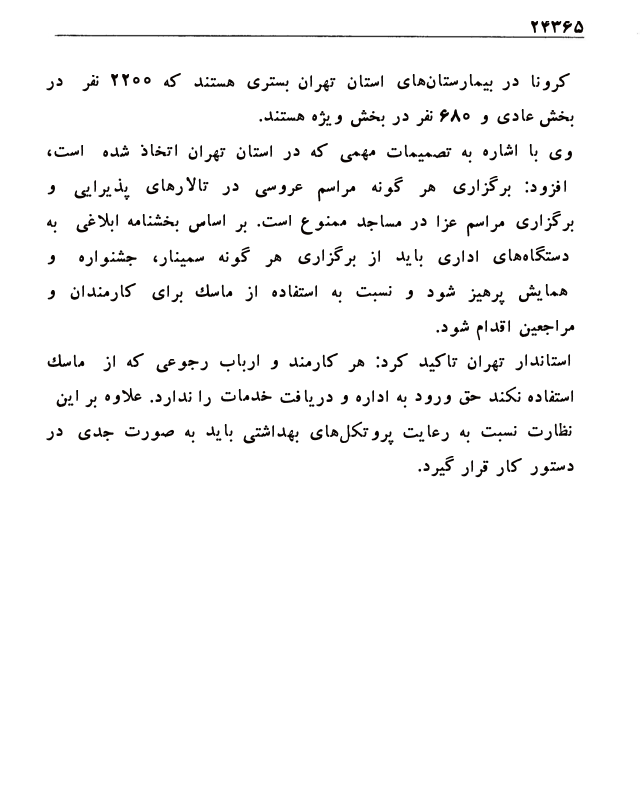 ۲۴۳۶۵
کرونا در بیمارستان‌های استان تهران بستری هستند که ۲۲۰۰ نفر در
بخش عادی و ۶۸۰ نفر در بخش ویژه هستند.
وی با اشاره به تصمیمات مهمی که در استان تهران اتخاذ شده است،
افزود: برگزاری هر گونه مراسم عروسی در تالارهای پذیرایی و
برگزاری مراسم عزا در مساجد ممنوع است. بر اساس بخشنامه ابلاغی به
دستگاه‌های اداری باید از برگزاری هر گونه سمینار، جشنواره و
همایش پرهیز شود و نسبت به استفاده از ماسك برای کارمندان و
مراجعین اقدام شود.
استاندار تهران تاکید کرد: هر کارمند و ارباب رجوعی که از ماسك
استفاده نکند حق ورود به اداره و دریافت خدمات را ندارد. علاوه بر این
نظارت نسبت به رعایت پروتکل‌های بهداشتی باید به صورت جدی در
دستور کار قرار گیرد.